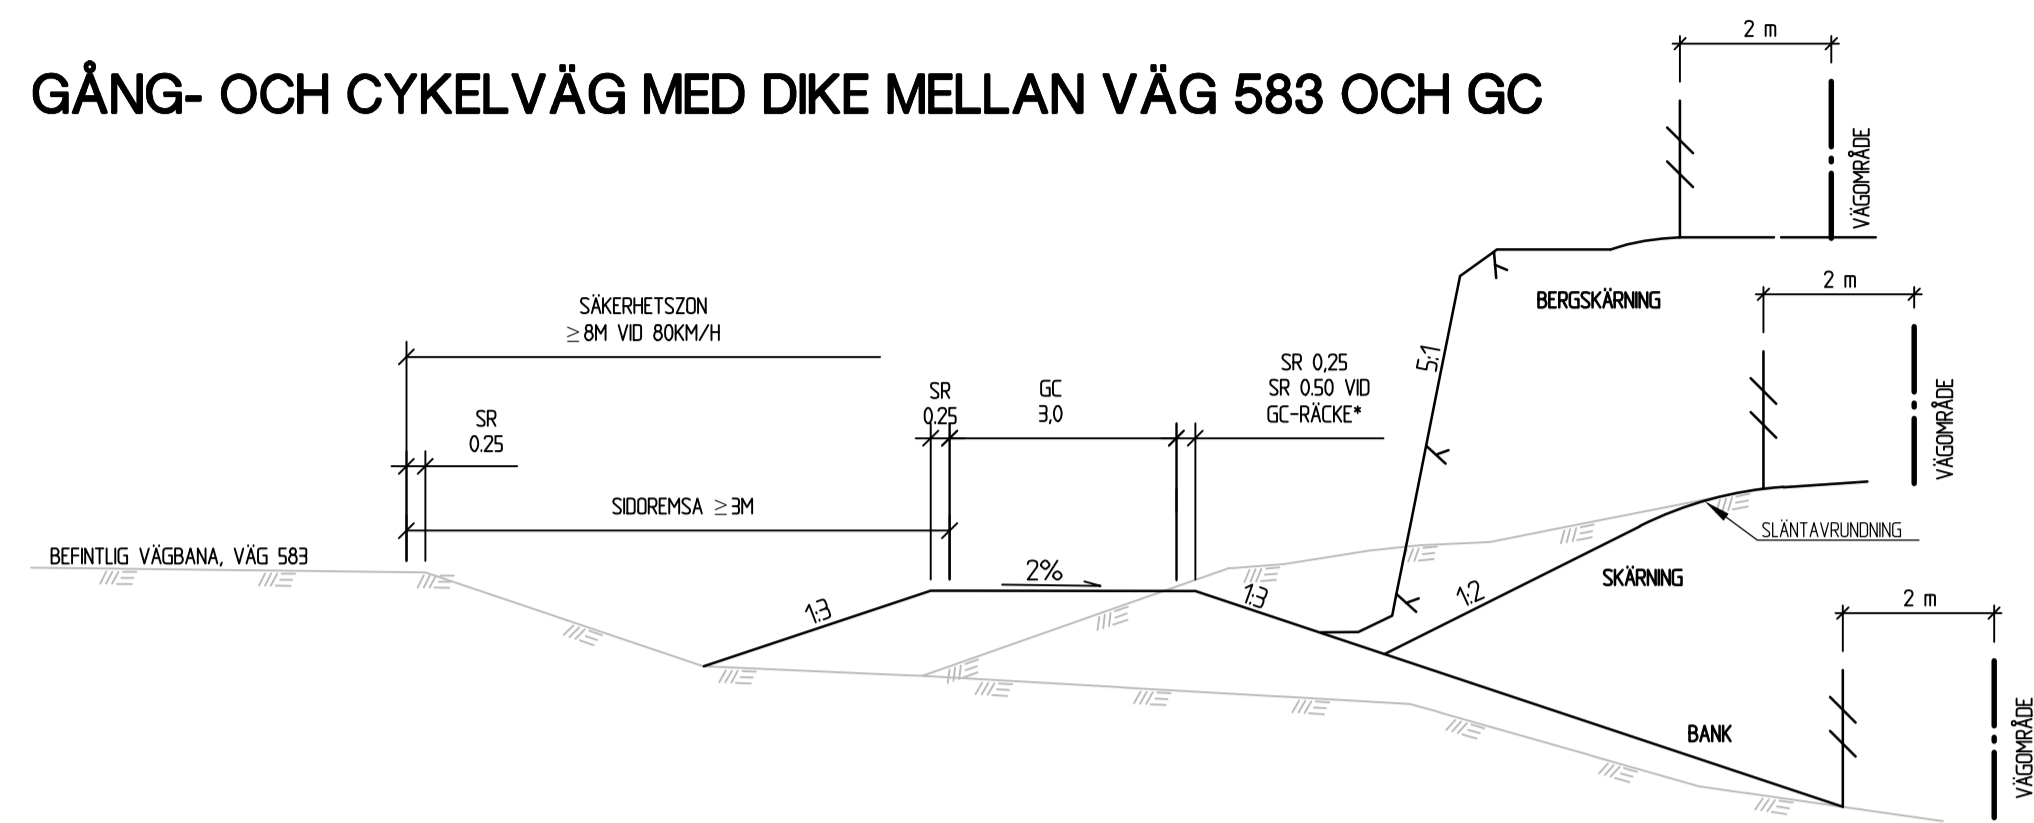 GÅNG- OCH CYKELVÄG MED DIKE MELLAN VÄG 583 OCH GC
2 m
VÄGOMRÅDE
BERGSKÄRNING
2 m
VÄGOMRÅDE
SÄKERHETSZON
≥8M VID 80KM/H
SR
0.25
SR
0.25
GC
3,0
SR 0,25
SR 0.50 VID
GC-RÄCKE*
5:1
SIDOREMSA ≥3M
BEFINTLIG VÄGBANA, VÄG 583
2%
1:3
1:3
1:2
SLÄNTAVRUNDNING
SKÄRNING
2 m
BANK
VÄGOMRÅDE